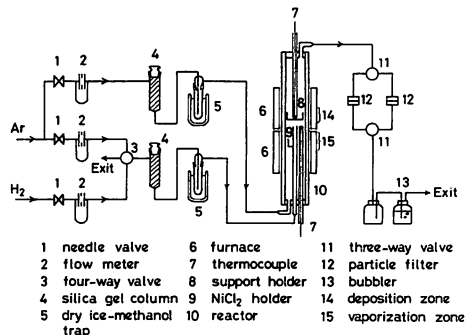 7
4
1 2
11
5
6 8
12 12
Ar
14
1 2
4
9
15
3
6
11
Exit
13
Exit
H2
1 2
5
10
7
1 needle valve
2 flow meter
3 four-way valve
4 silica gel column
5 dry ice-methanol
trap
6 furnace
7 thermocouple
8 support holder
9 NiCl2 holder
10 reactor
11 three-way valve
12 particle filter
13 bubbler
14 deposition zone
15 vaporization zone